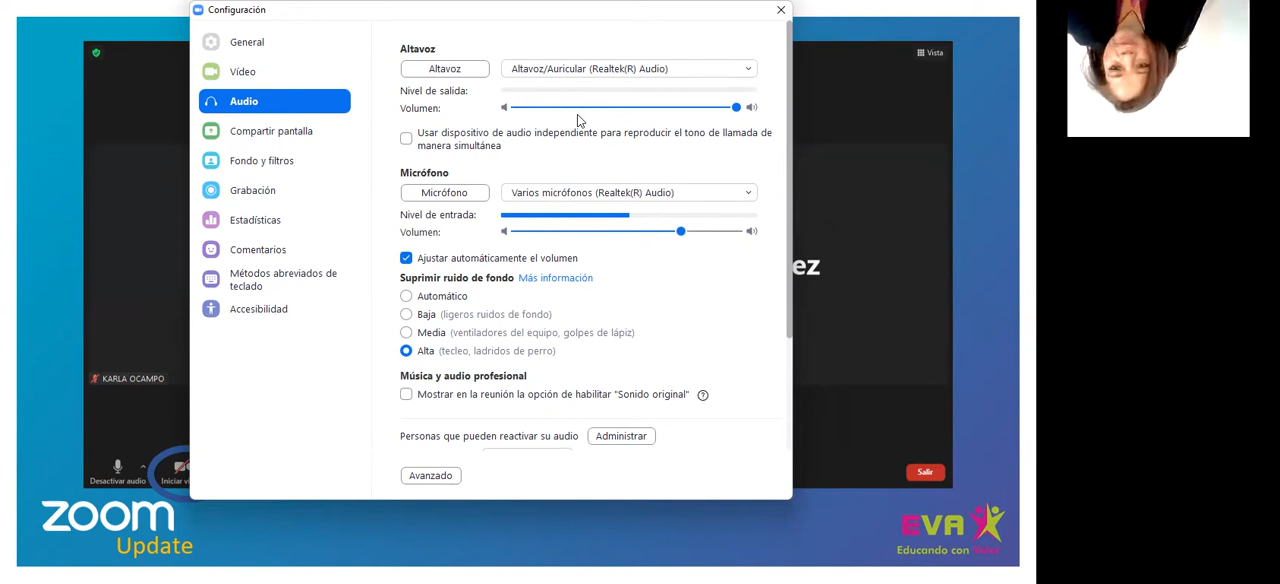 Configuración
General
Vídeo
Audio
Compartir pantalla
Fondo y filtros
Grabación
Estadísticas
Comentarios
Métodos abreviados de
teclado
Accesibilidad
Altavoz
Altavoz
Altavoz/Auricular (Realtek(R) Audio)
Nivel de salida:
Volumen:
Usar dispositivo de audio independiente para reproducir el tono de llamada de
manera simultánea
Micrófono
Micrófono
Varios micrófonos (Realtek(R) Audio)
Nivel de entrada:
Volumen:
Ajustar automáticamente el volumen
Suprimir ruido de fondo Más información
Automático
Baja (ligeros ruidos de fondo)
Media (ventiladores del equipo, golpes de lápiz)
Alta (tecleo, ladridos de perro)
Música y audio profesional
Mostrar en la reunión la opción de habilitar "Sonido original"
Personas que pueden reactivar su audio
Administrar
Avanzado
Vista
ez
KARLA OCAMPO
Desactivar audio
Iniciar
Salir
zoom
Update
EVA
Educando con